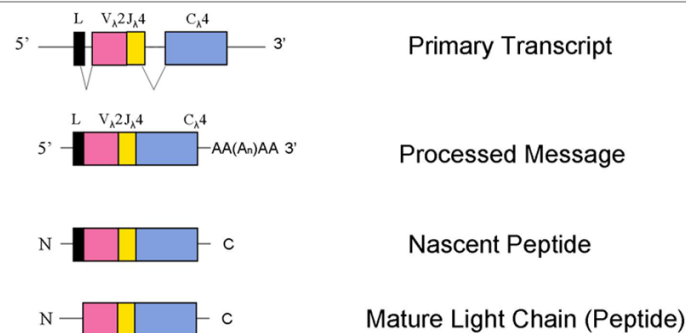 L Vλ2Jλ4 Cλ4
5’ 3’ Primary Transcript
L Vλ2Jλ4 Cλ4
5’ AA(An)AA 3’ Processed Message
N C Nascent Peptide
N C Mature Light Chain (Peptide)